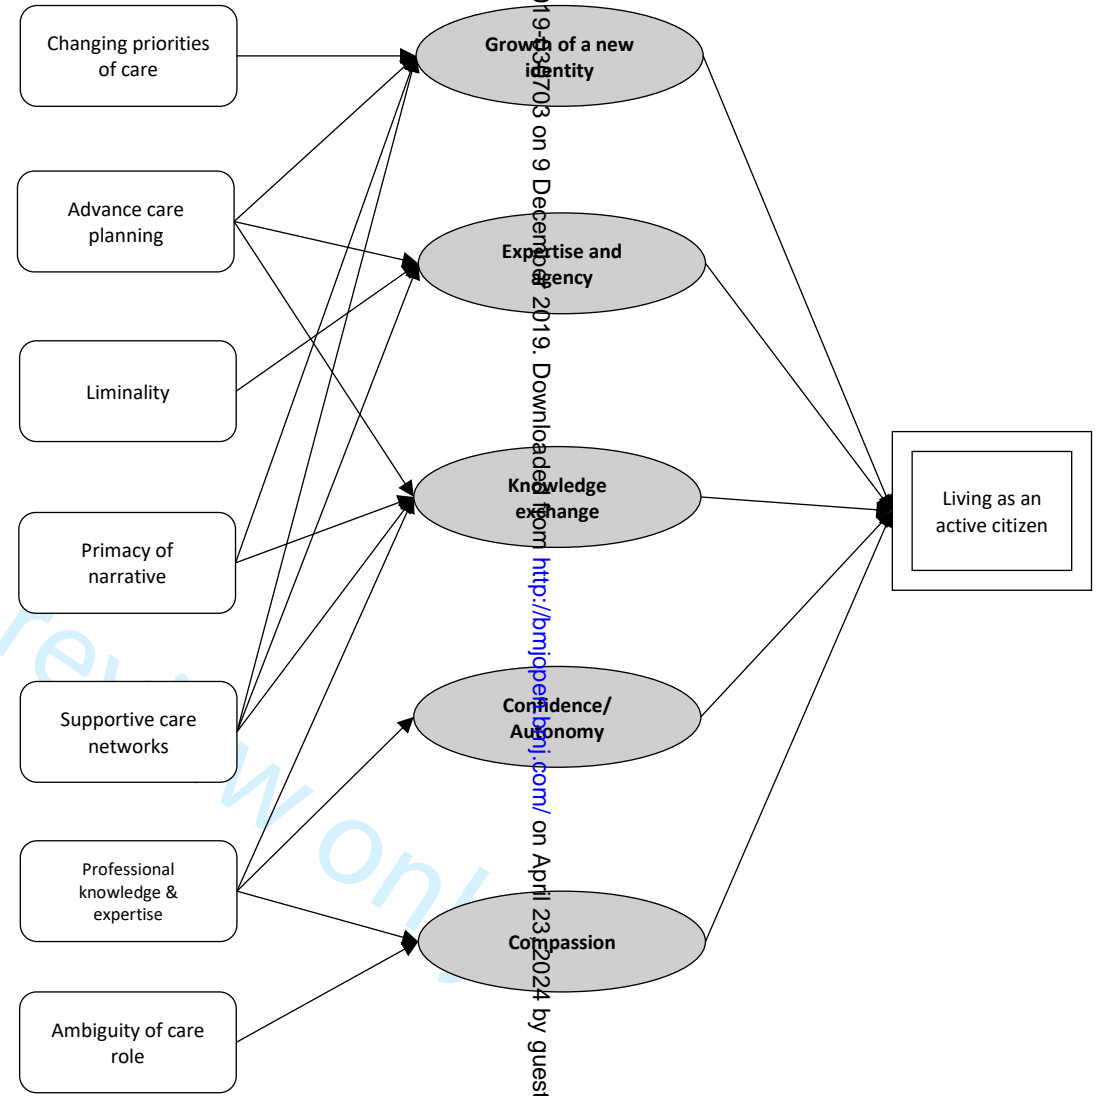 Changing priorities
of care
Advance care
planning
Liminality
Primacy of
narrative
Supportive care
networks
Professional
knowledge &
expertise
Ambiguity of care
role
Growth of a new
identity
Expertise and
agency
Knowledge
exchange
Confidence/
Autonomy
Compassion
Living as an
active citizen
on 9 December 2019. Downloaded from http://bmjopen.bmj.com/ on April 23, 2024 by guest
review only